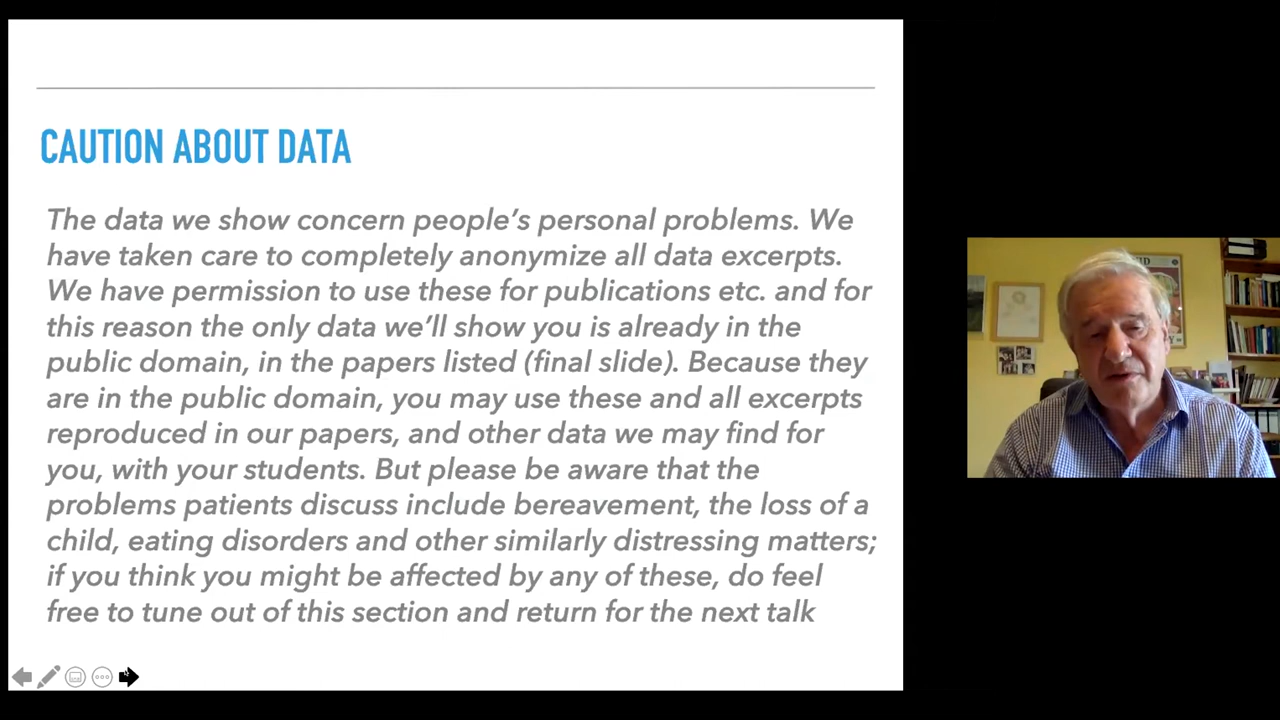 CAUTION ABOUT DATA
The data we show concern people’s personal problems. We
have taken care to completely anonymize all data excerpts.
We have permission to use these for publications etc. and for
this reason the only data we’ll show you is already in the
public domain, in the papers listed (final slide). Because they
are in the public domain, you may use these and all excerpts
reproduced in our papers, and other data we may find for
you, with your students. But please be aware that the
problems patients discuss include bereavement, the loss of a
child, eating disorders and other similarly distressing matters;
if you think you might be affected by any of these, do feel
free to tune out of this section and return for the next talk